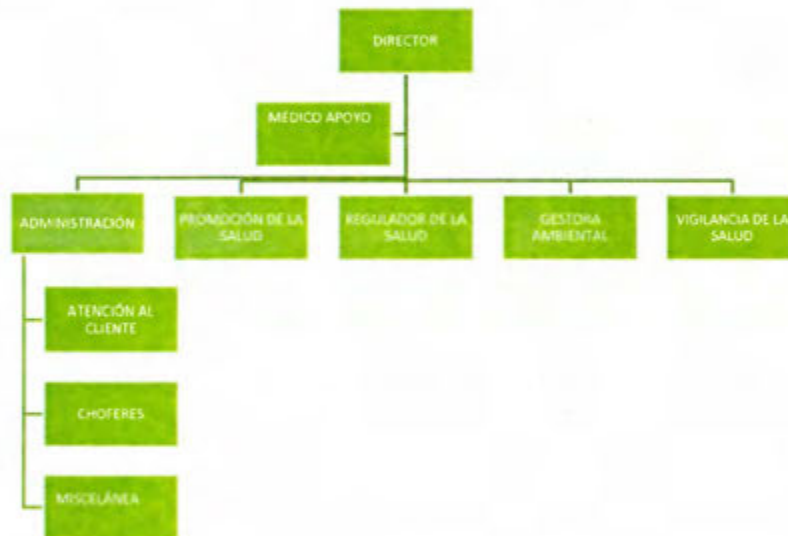 DIRECTOR
MÉDICO APOYO
ADMINISTRACIÓN
PROMOCIÓN DE LA
SALUD
REGULADOR DE LA
SALUD
GESTORA
AMBIENTAL
VIGILANCIA DE LA
SALUD
ATENCIÓN AL
CLIENTE
CHOFERES
MISCELÁNEA